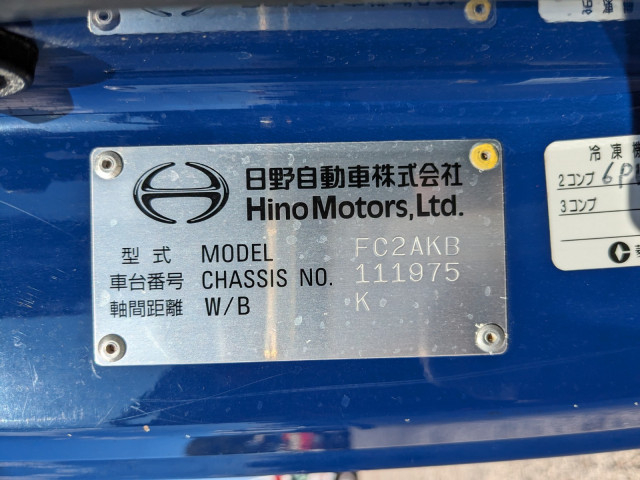 日野自動車株式会社
Hino Motors, Ltd.
型式 MODEL FC2AKB
車台番号 CHASSIS NO. 111975
軸間距離 W/B K
冷凍
2コンプ 6P
3コンプ